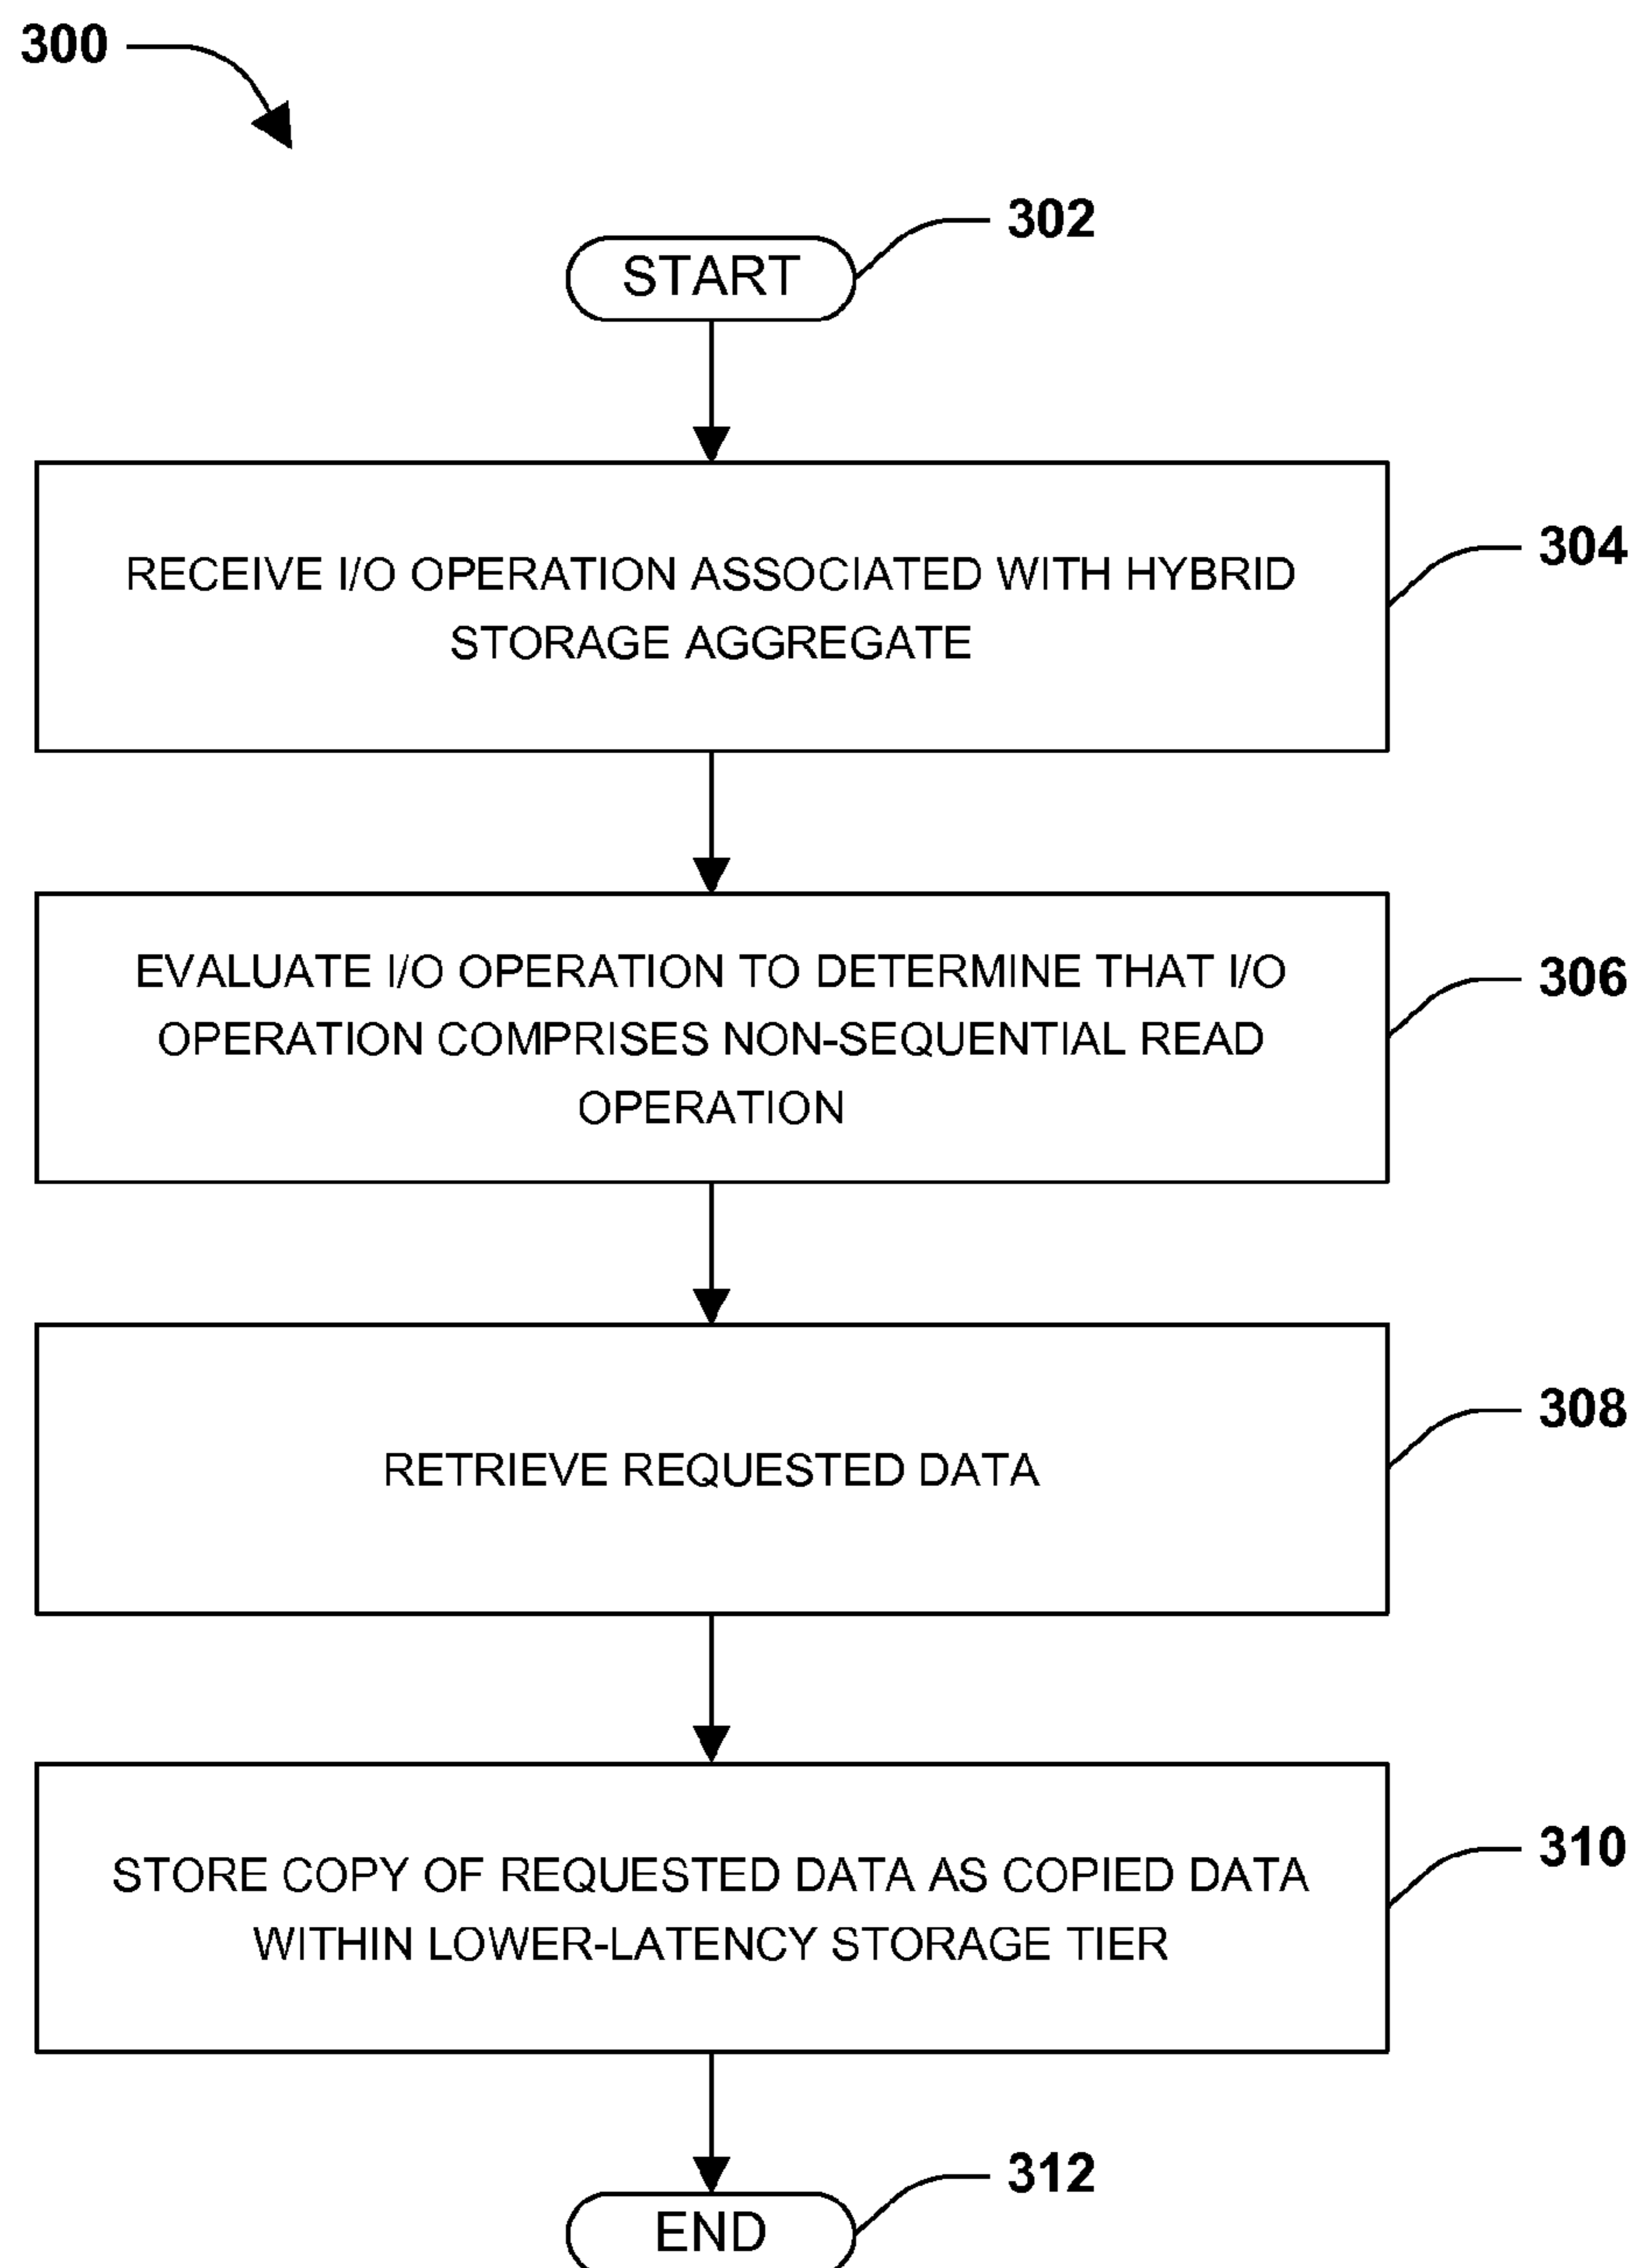 300
302
START
304
RECEIVE I/O OPERATION ASSOCIATED WITH HYBRID
STORAGE AGGREGATE
306
EVALUATE I/O OPERATION TO DETERMINE THAT I/O
OPERATION COMPRISES NON-SEQUENTIAL READ
OPERATION
308
RETRIEVE REQUESTED DATA
310
STORE COPY OF REQUESTED DATA AS COPIED DATA
WITHIN LOWER-LATENCY STORAGE TIER
312
END